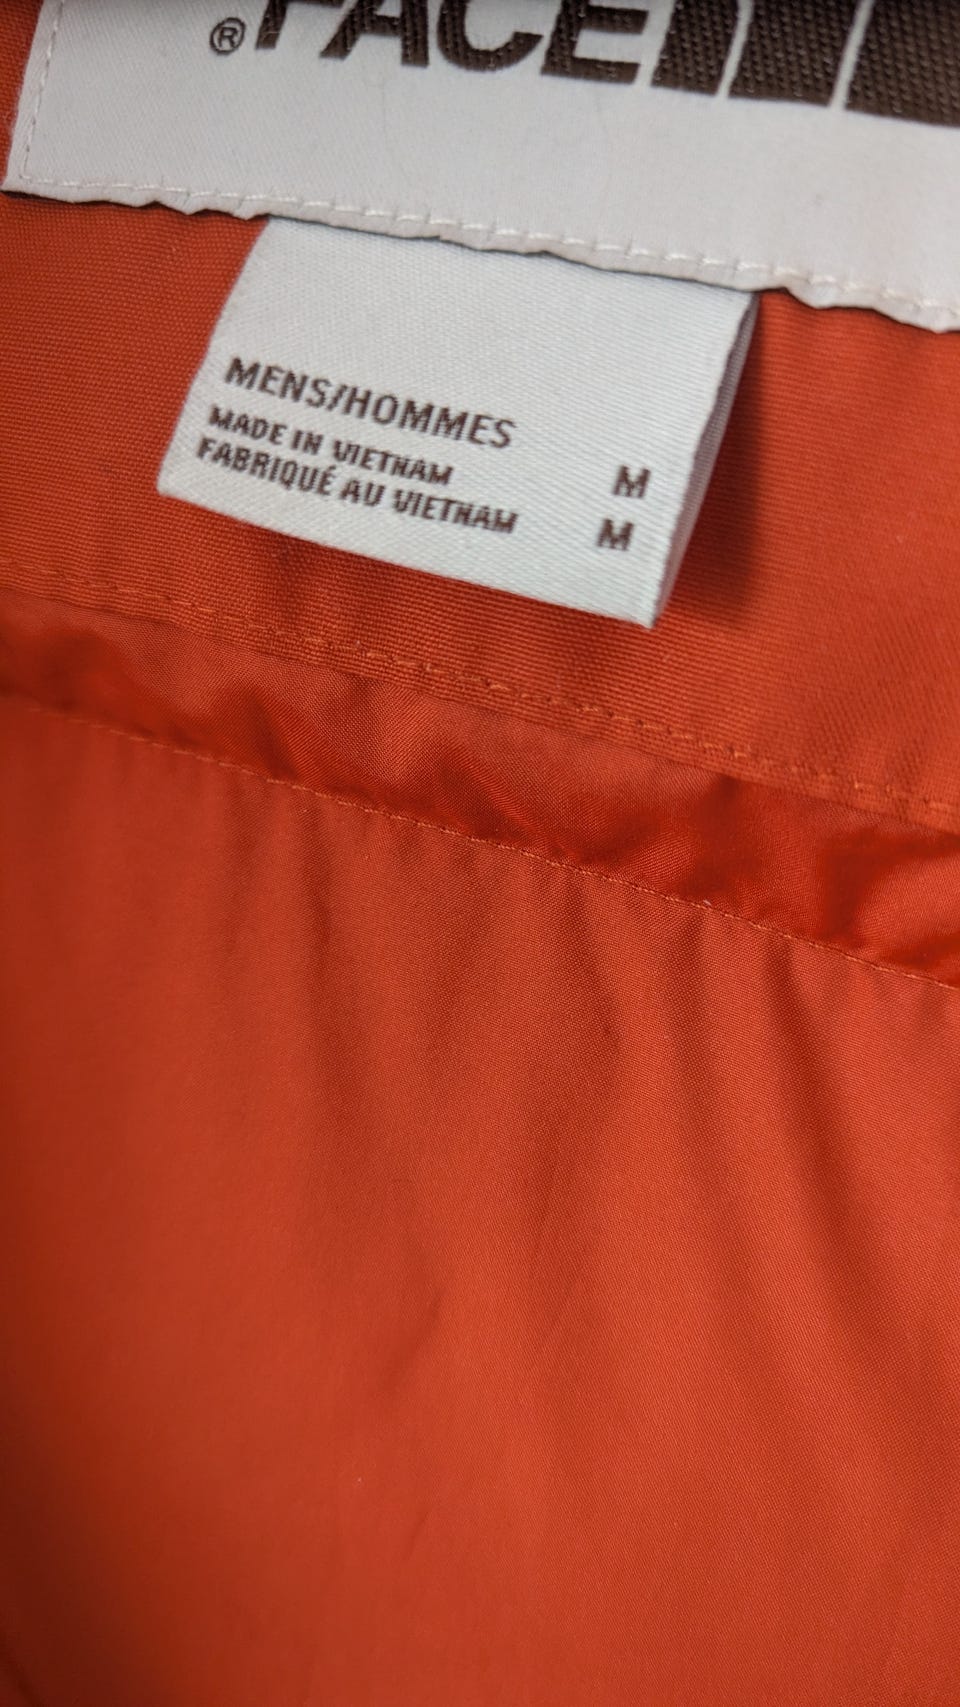 ® FACE
MENS/HOMMES
MADE IN VIETNAM M
FABRIQUÉ AU VIETNAM M